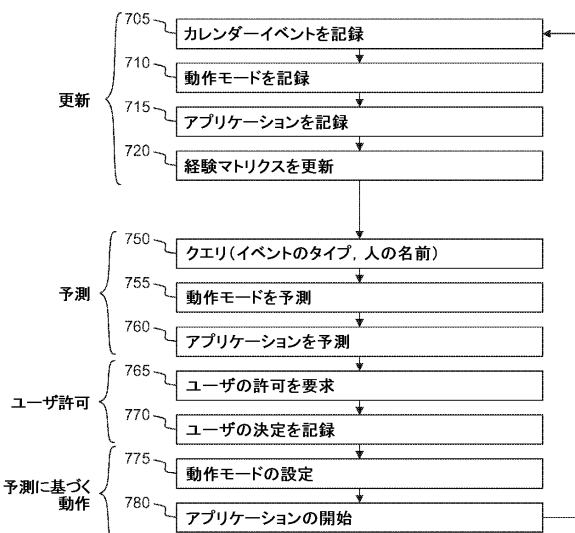 705
カレンダーイベントを記録
710
動作モードを記録
更新
715
アプリケーションを記録
720
経験マトリクスを更新
750
クエリ(イベントのタイプ, 人の名前)
予測
755
動作モードを予測
760
アプリケーションを予測
765
ユーザの許可を要求
ユーザ許可
770
ユーザの決定を記録
775
動作モードの設定
予測に基づく
動作
780
アプリケーションの開始